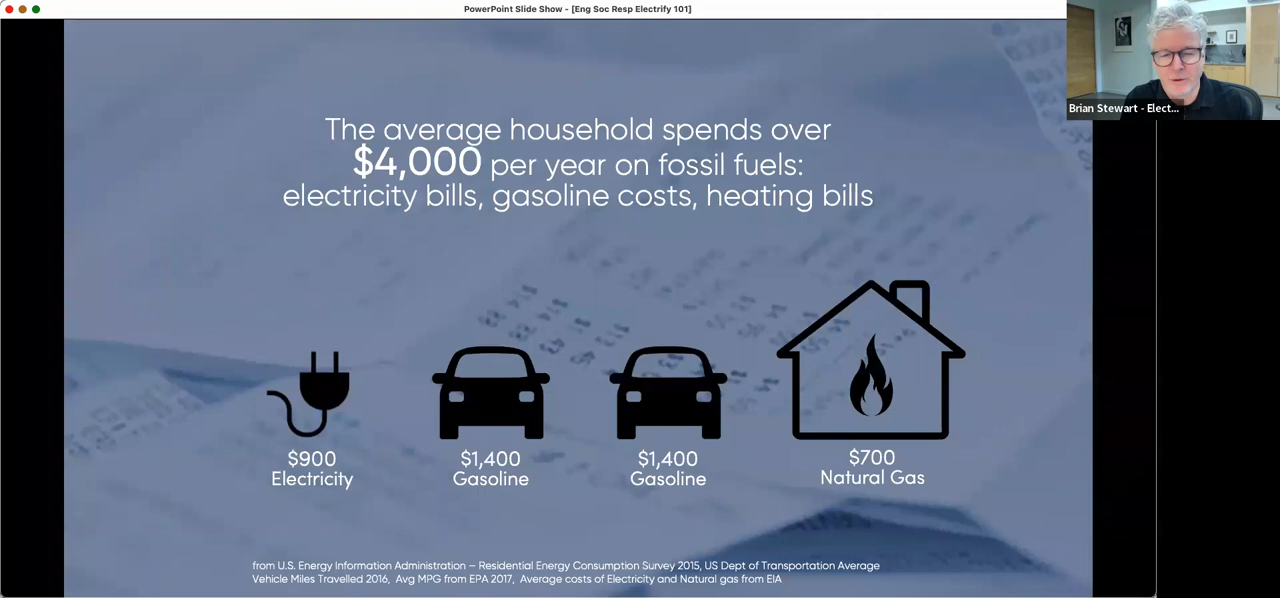 PowerPoint Slide Show - [Eng Soc Resp Electrify 101]
Brian Stewart - Elect...
The average household spends over
$4,000 per year on fossil fuels:
electricity bills, gasoline costs, heating bills
$900
Electricity
$1,400
Gasoline
$1,400
Gasoline
$700
Natural Gas
from U.S. Energy Information Administration – Residential Energy Consumption Survey 2015, US Dept of Transportation Average
Vehicle Miles Travelled 2016, Avg MPG from EPA 2017, Average costs of Electricity and Natural gas from EIA